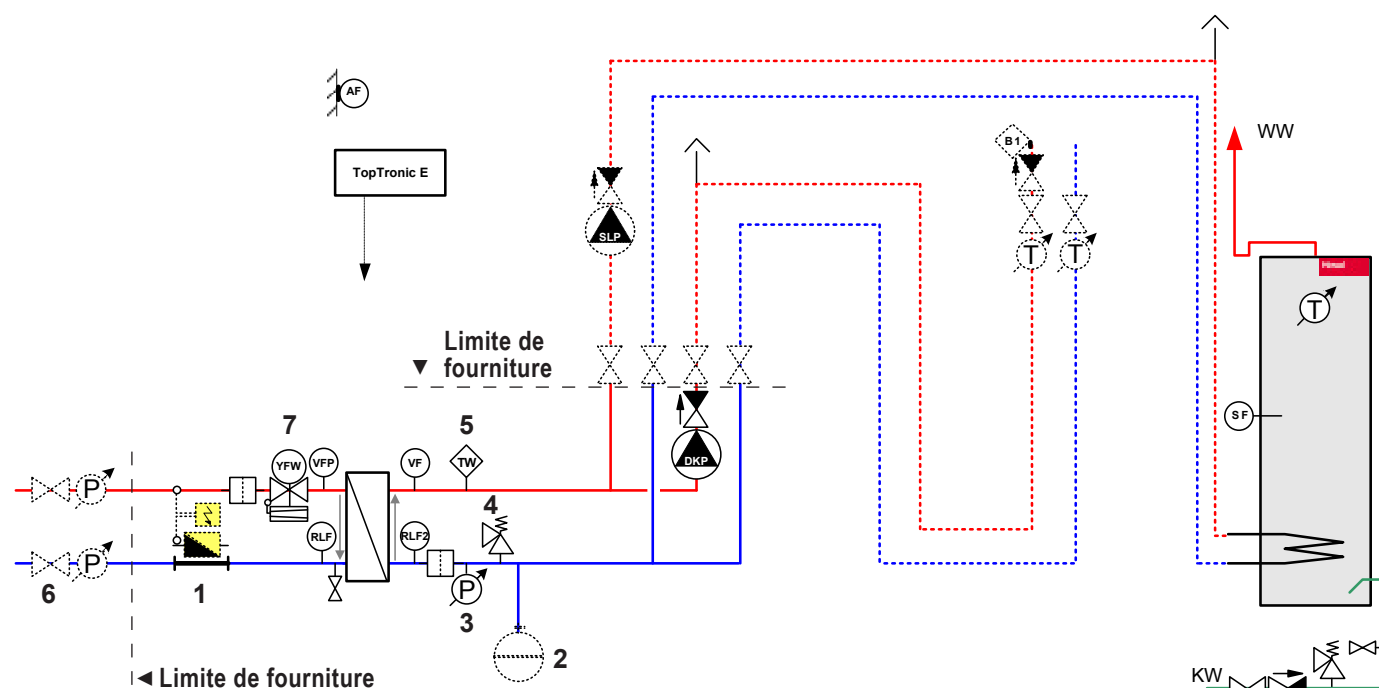 AF
WW
B1
TopTronic E
SLP
T
T
T
Limite de
fourniture
SF
7
5
YFW
VFP
VF
TW
DKP
P
4
RLF
RLF2
P
6
1
P
3
2
Limite de fourniture
KW